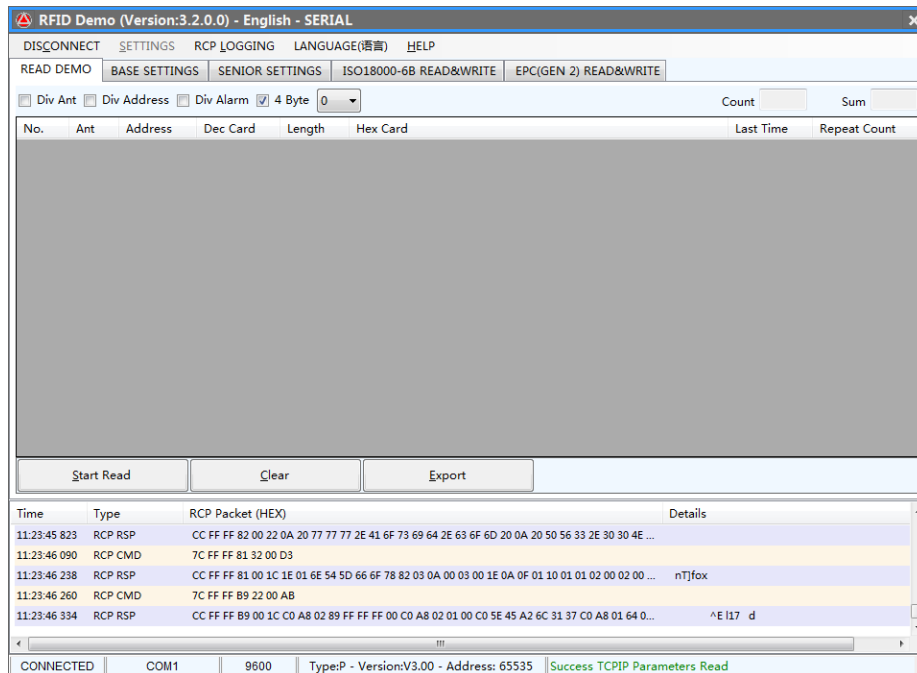 RFID Demo (Version:3.2.0.0) - English - SERIAL
DISCONNECT SETTINGS RCP LOGGING LANGUAGE(语言) HELP
READ DEMO BASE SETTINGS SENIOR SETTINGS ISO18000-6B READ&WRITE EPC(GEN 2) READ&WRITE
Div Ant Div Address Div Alarm 4 Byte 0 Count Sum
No. Ant Address Dec Card Length Hex Card Last Time Repeat Count
Start Read Clear Export
Time Type RCP Packet (HEX) Details
11:23:45 823 RCP RSP CC FF FF 82 00 22 0A 20 77 77 77 2E 41 6F 73 69 64 2E 63 6F 6D 20 0A 20 50 56 33 2E 30 30 4E ...
11:23:46 090 RCP CMD 7C FF FF 81 32 00 D3
11:23:46 238 RCP RSP CC FF FF 81 00 1C 1E 01 6E 54 5D 66 6F 78 82 03 0A 00 03 00 1E 0A 0F 01 10 01 01 02 00 02 00 ... nT]fox
11:23:46 260 RCP CMD 7C FF FF B9 22 00 AB
11:23:46 334 RCP RSP CC FF FF B9 00 1C C0 A8 02 89 FF FF FF 00 C0 A8 02 01 00 C0 5E 45 A2 6C 31 37 C0 A8 01 64 0... ^E l17 d
CONNECTED COM1 9600 Type:P - Version:V3.00 - Address: 65535 Success TCPIP Parameters Read